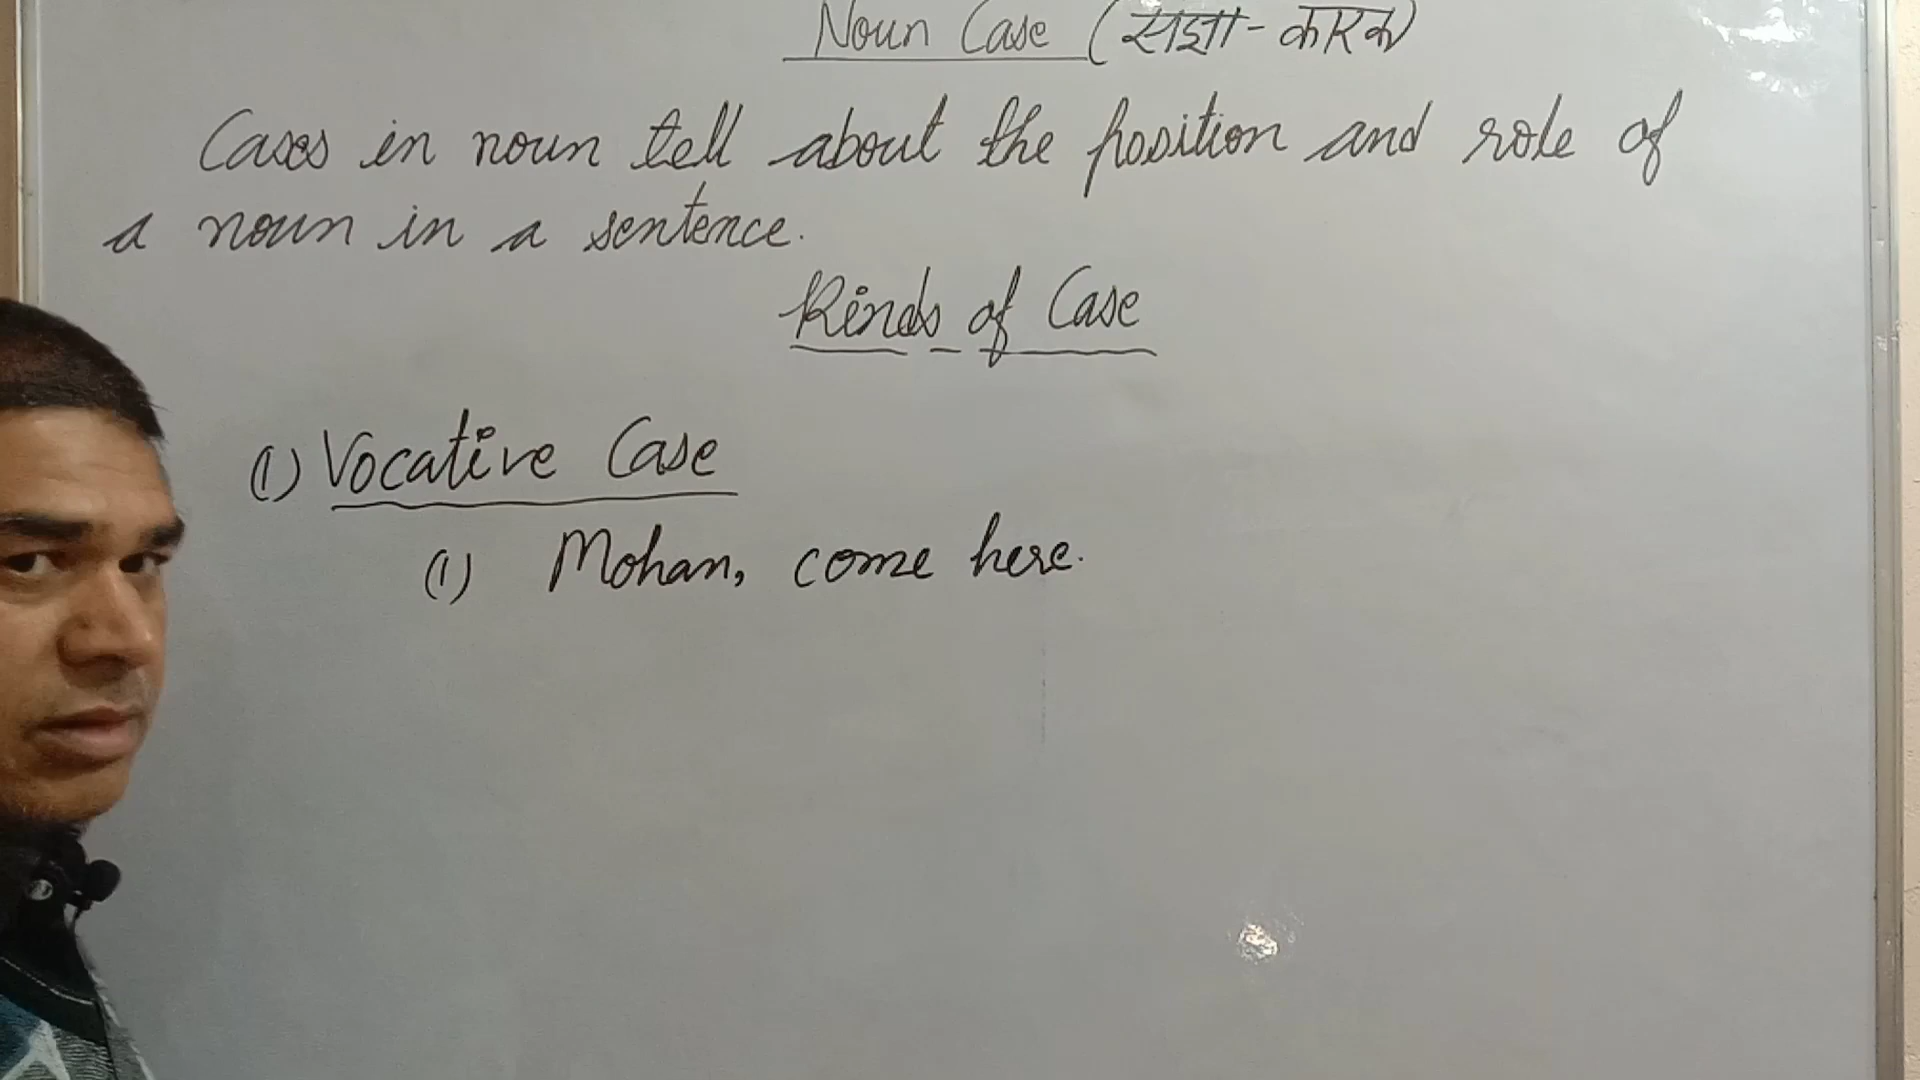 Noun Case (संज्ञा - कारक)
Cases in noun tell about the position and role of
a noun in a sentence.
Kinds of Case
(1) Vocative Case
(1) Mohan, come here.